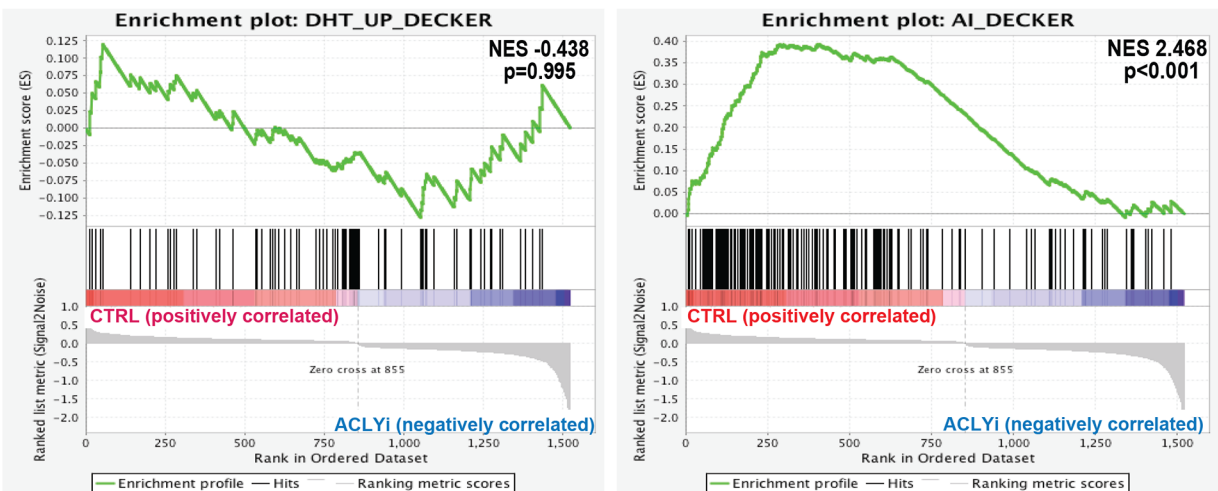 Enrichment plot: DHT_UP_DECKER
NES -0.438
p=0.995
Enrichment score (ES)
0.125
0.100
0.075
0.050
0.025
0.000
-0.025
-0.050
-0.075
-0.100
-0.125
Ranked list metric (Signal2Noise)
1.0
0.5
0.0
-0.5
-1.0
-1.5
-2.0
CTRL (positively correlated)
Zero cross at 855
ACLYi (negatively correlated)
0 250 500 750 1,000 1,250 1,500
Rank in Ordered Dataset
Enrichment profile Hits Ranking metric scores
Enrichment plot: AI_DECKER
NES 2.468
p<0.001
Enrichment score (ES)
0.40
0.35
0.30
0.25
0.20
0.15
0.10
0.05
0.00
Ranked list metric (Signal2Noise)
1.0
0.5
0.0
-0.5
-1.0
-1.5
-2.0
CTRL (positively correlated)
Zero cross at 855
ACLYi (negatively correlated)
0 250 500 750 1,000 1,250 1,500
Rank in Ordered Dataset
Enrichment profile Hits Ranking metric scores